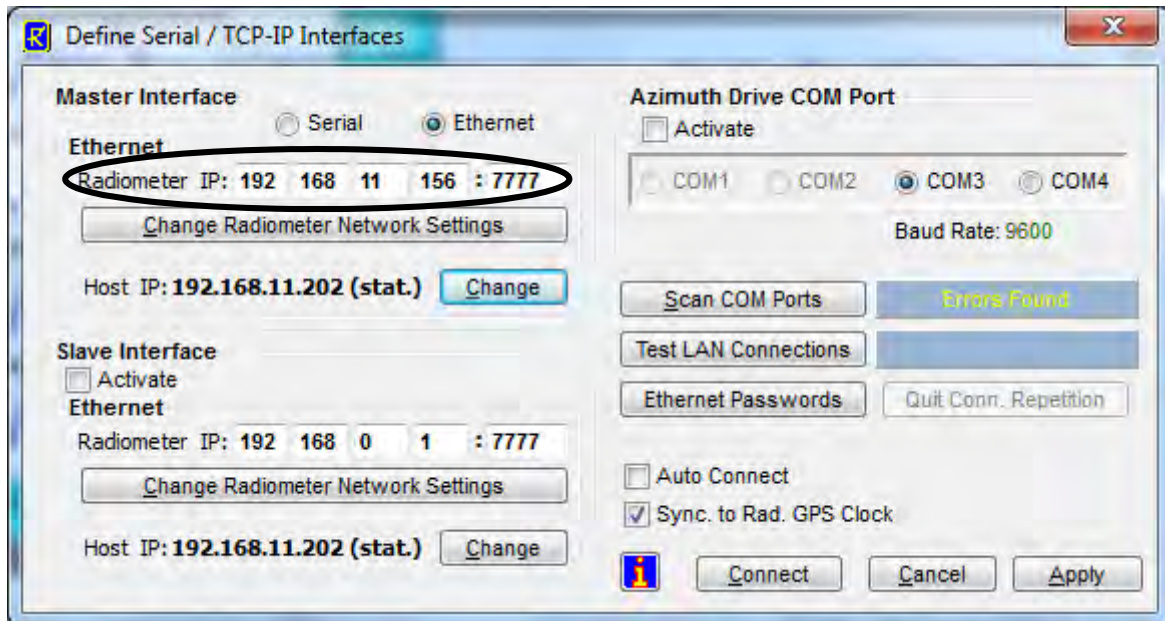 Define Serial / TCP-IP Interfaces
Master Interface
Serial Ethernet
Ethernet
Radiometer IP: 192 168 11 156 : 7777
Change Radiometer Network Settings
Host IP: 192.168.11.202 (stat.) Change
Slave Interface
Activate
Ethernet
Radiometer IP: 192 168 0 1 : 7777
Change Radiometer Network Settings
Host IP: 192.168.11.202 (stat.) Change
Azimuth Drive COM Port
Activate
COM1 COM2 COM3 COM4
Baud Rate: 9600
Scan COM Ports Errors Found
Test LAN Connections
Ethernet Passwords Quit Conn. Repetition
Auto Connect
Sync. to Rad. GPS Clock
i Connect Cancel Apply